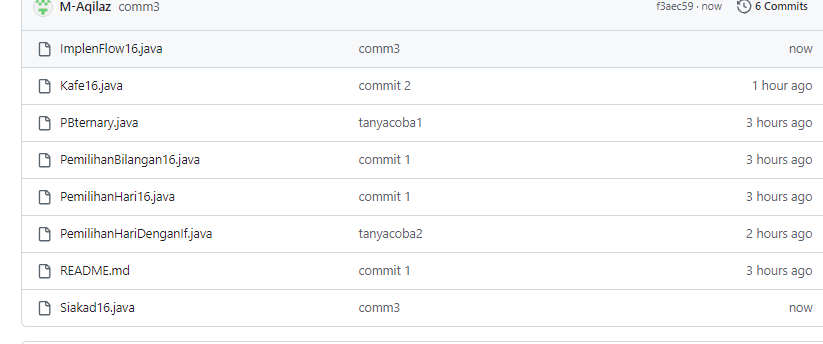 M-Aqilaz comm3 f3aec59 · now 6 Commits
ImplenFlow16.java comm3 now
Kafe16.java commit 2 1 hour ago
PBternary.java tanyacoba1 3 hours ago
PemilihanBilangan16.java commit 1 3 hours ago
PemilihanHari16.java commit 1 3 hours ago
PemilihanHariDenganIf.java tanyacoba2 2 hours ago
README.md commit 1 3 hours ago
Siakad16.java comm3 now